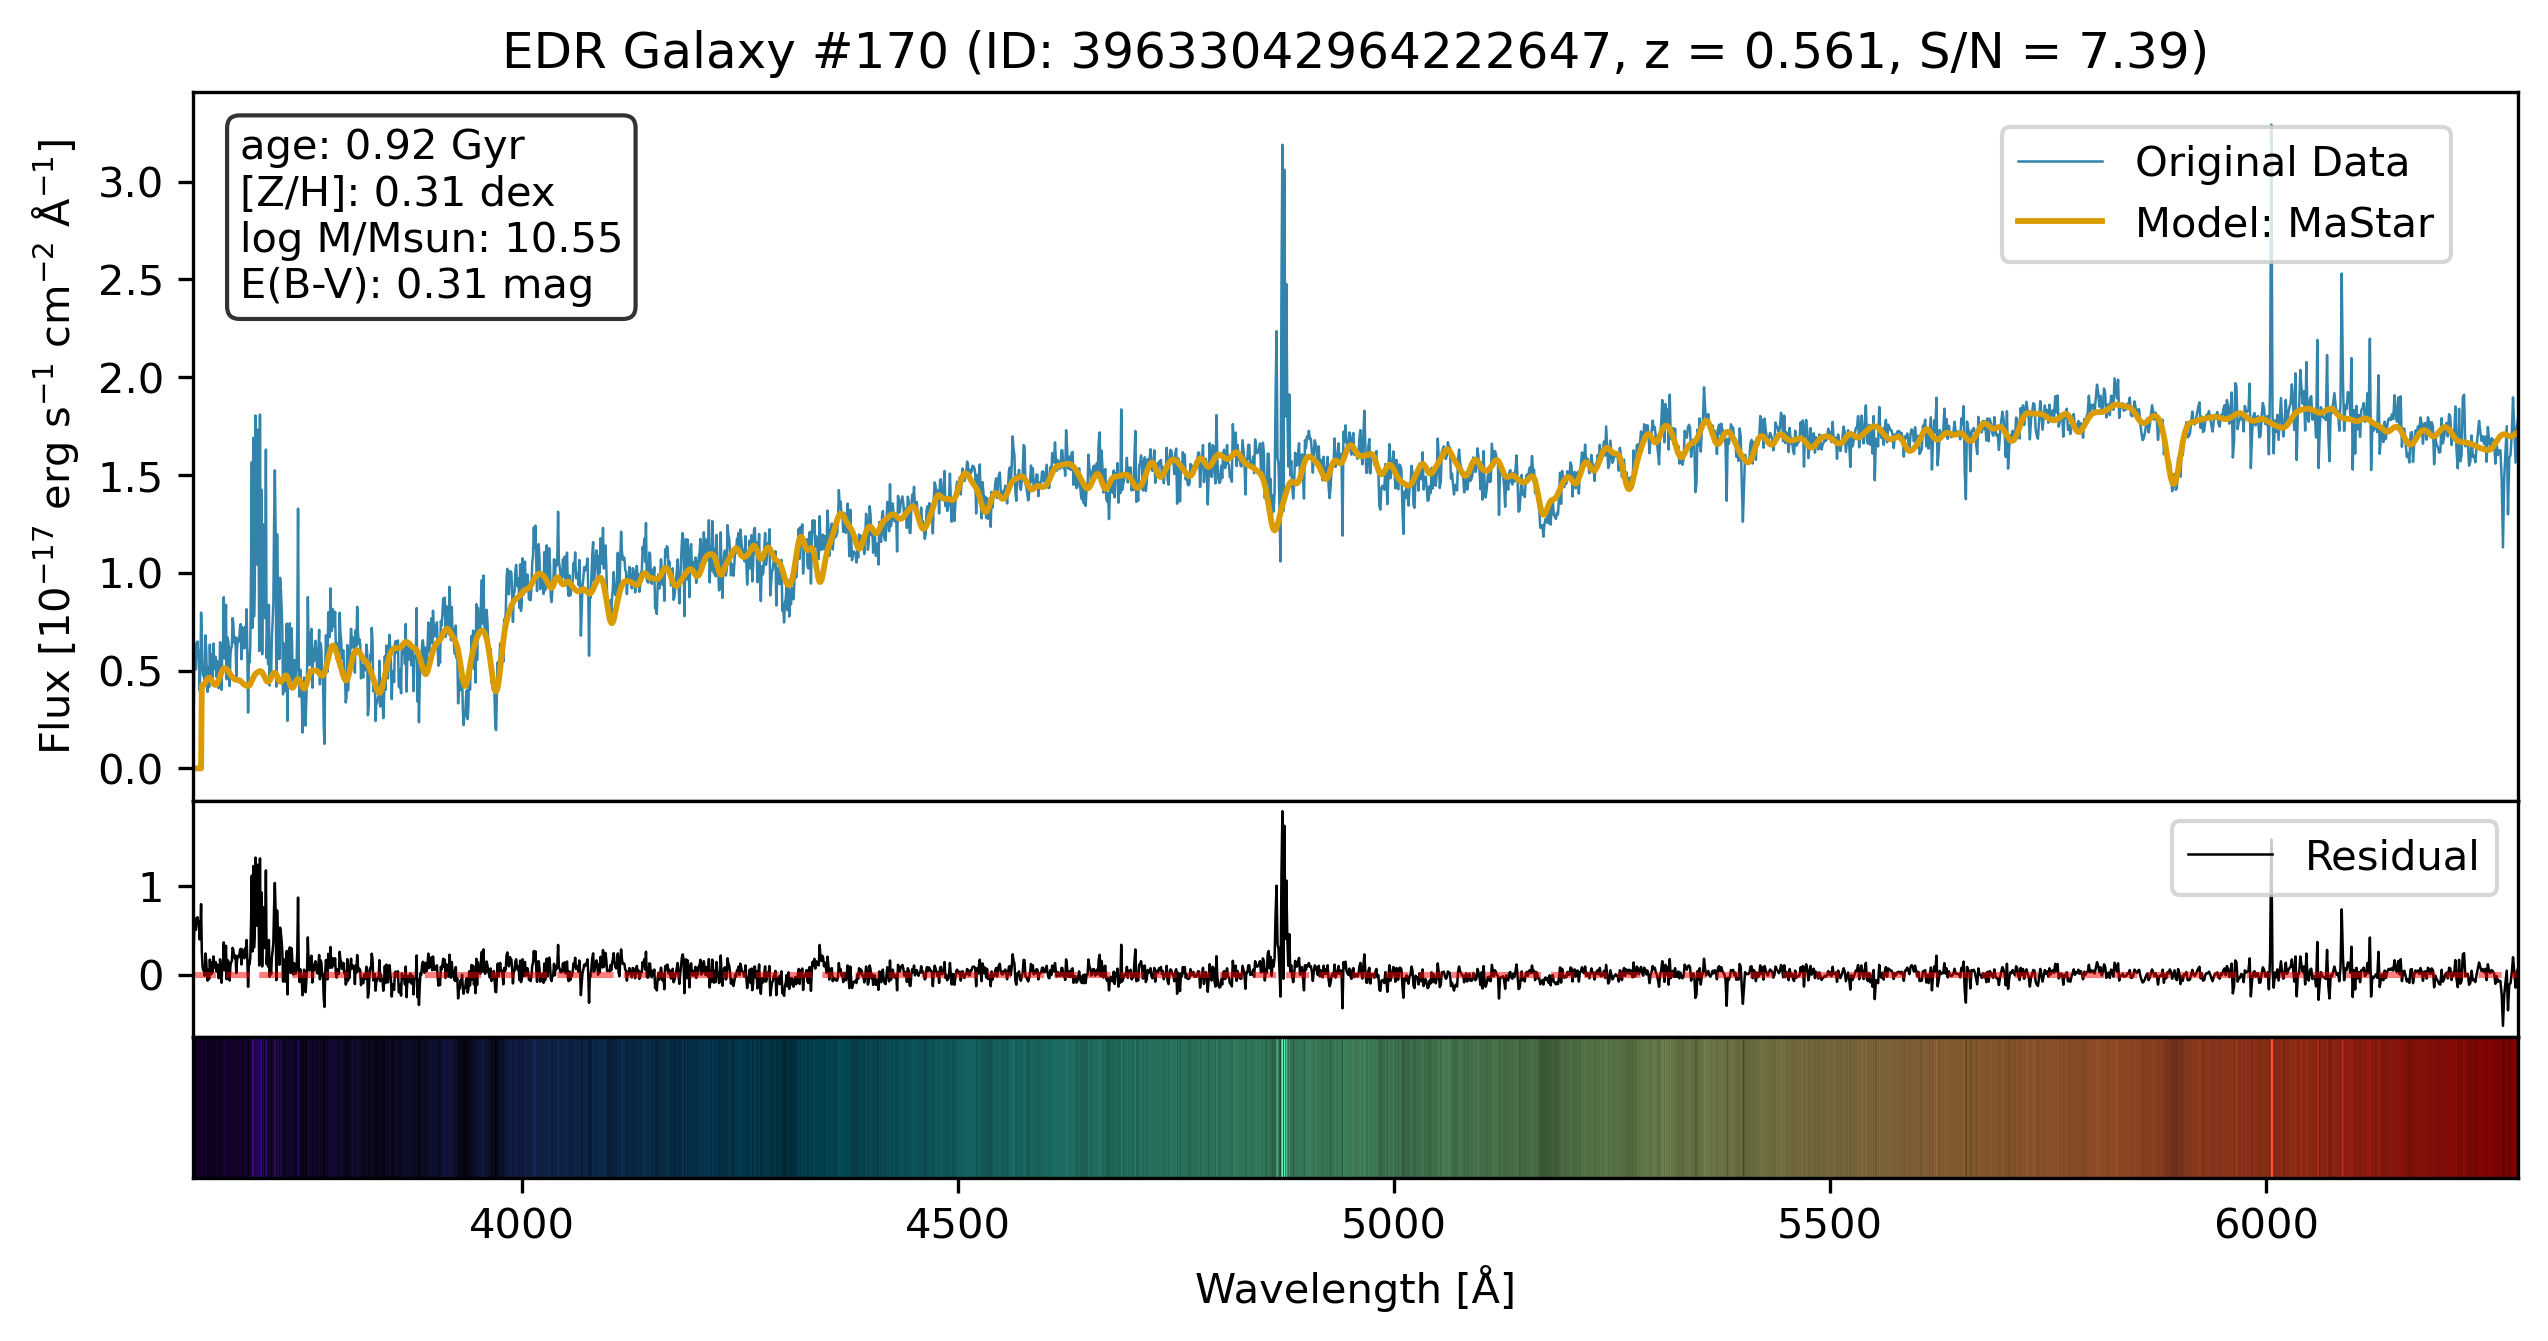 EDR Galaxy #170 (ID: 39633042964222647, z = 0.561, S/N = 7.39)
age: 0.92 Gyr
[Z/H]: 0.31 dex
log M/Msun: 10.55
E(B-V): 0.31 mag
Original Data
Model: MaStar
Flux [10⁻¹⁷ erg s⁻¹ cm⁻² Å⁻¹]
3.0
2.5
2.0
1.5
1.0
0.5
0.0
Residual
1
0
4000 4500 5000 5500 6000
Wavelength [Å]